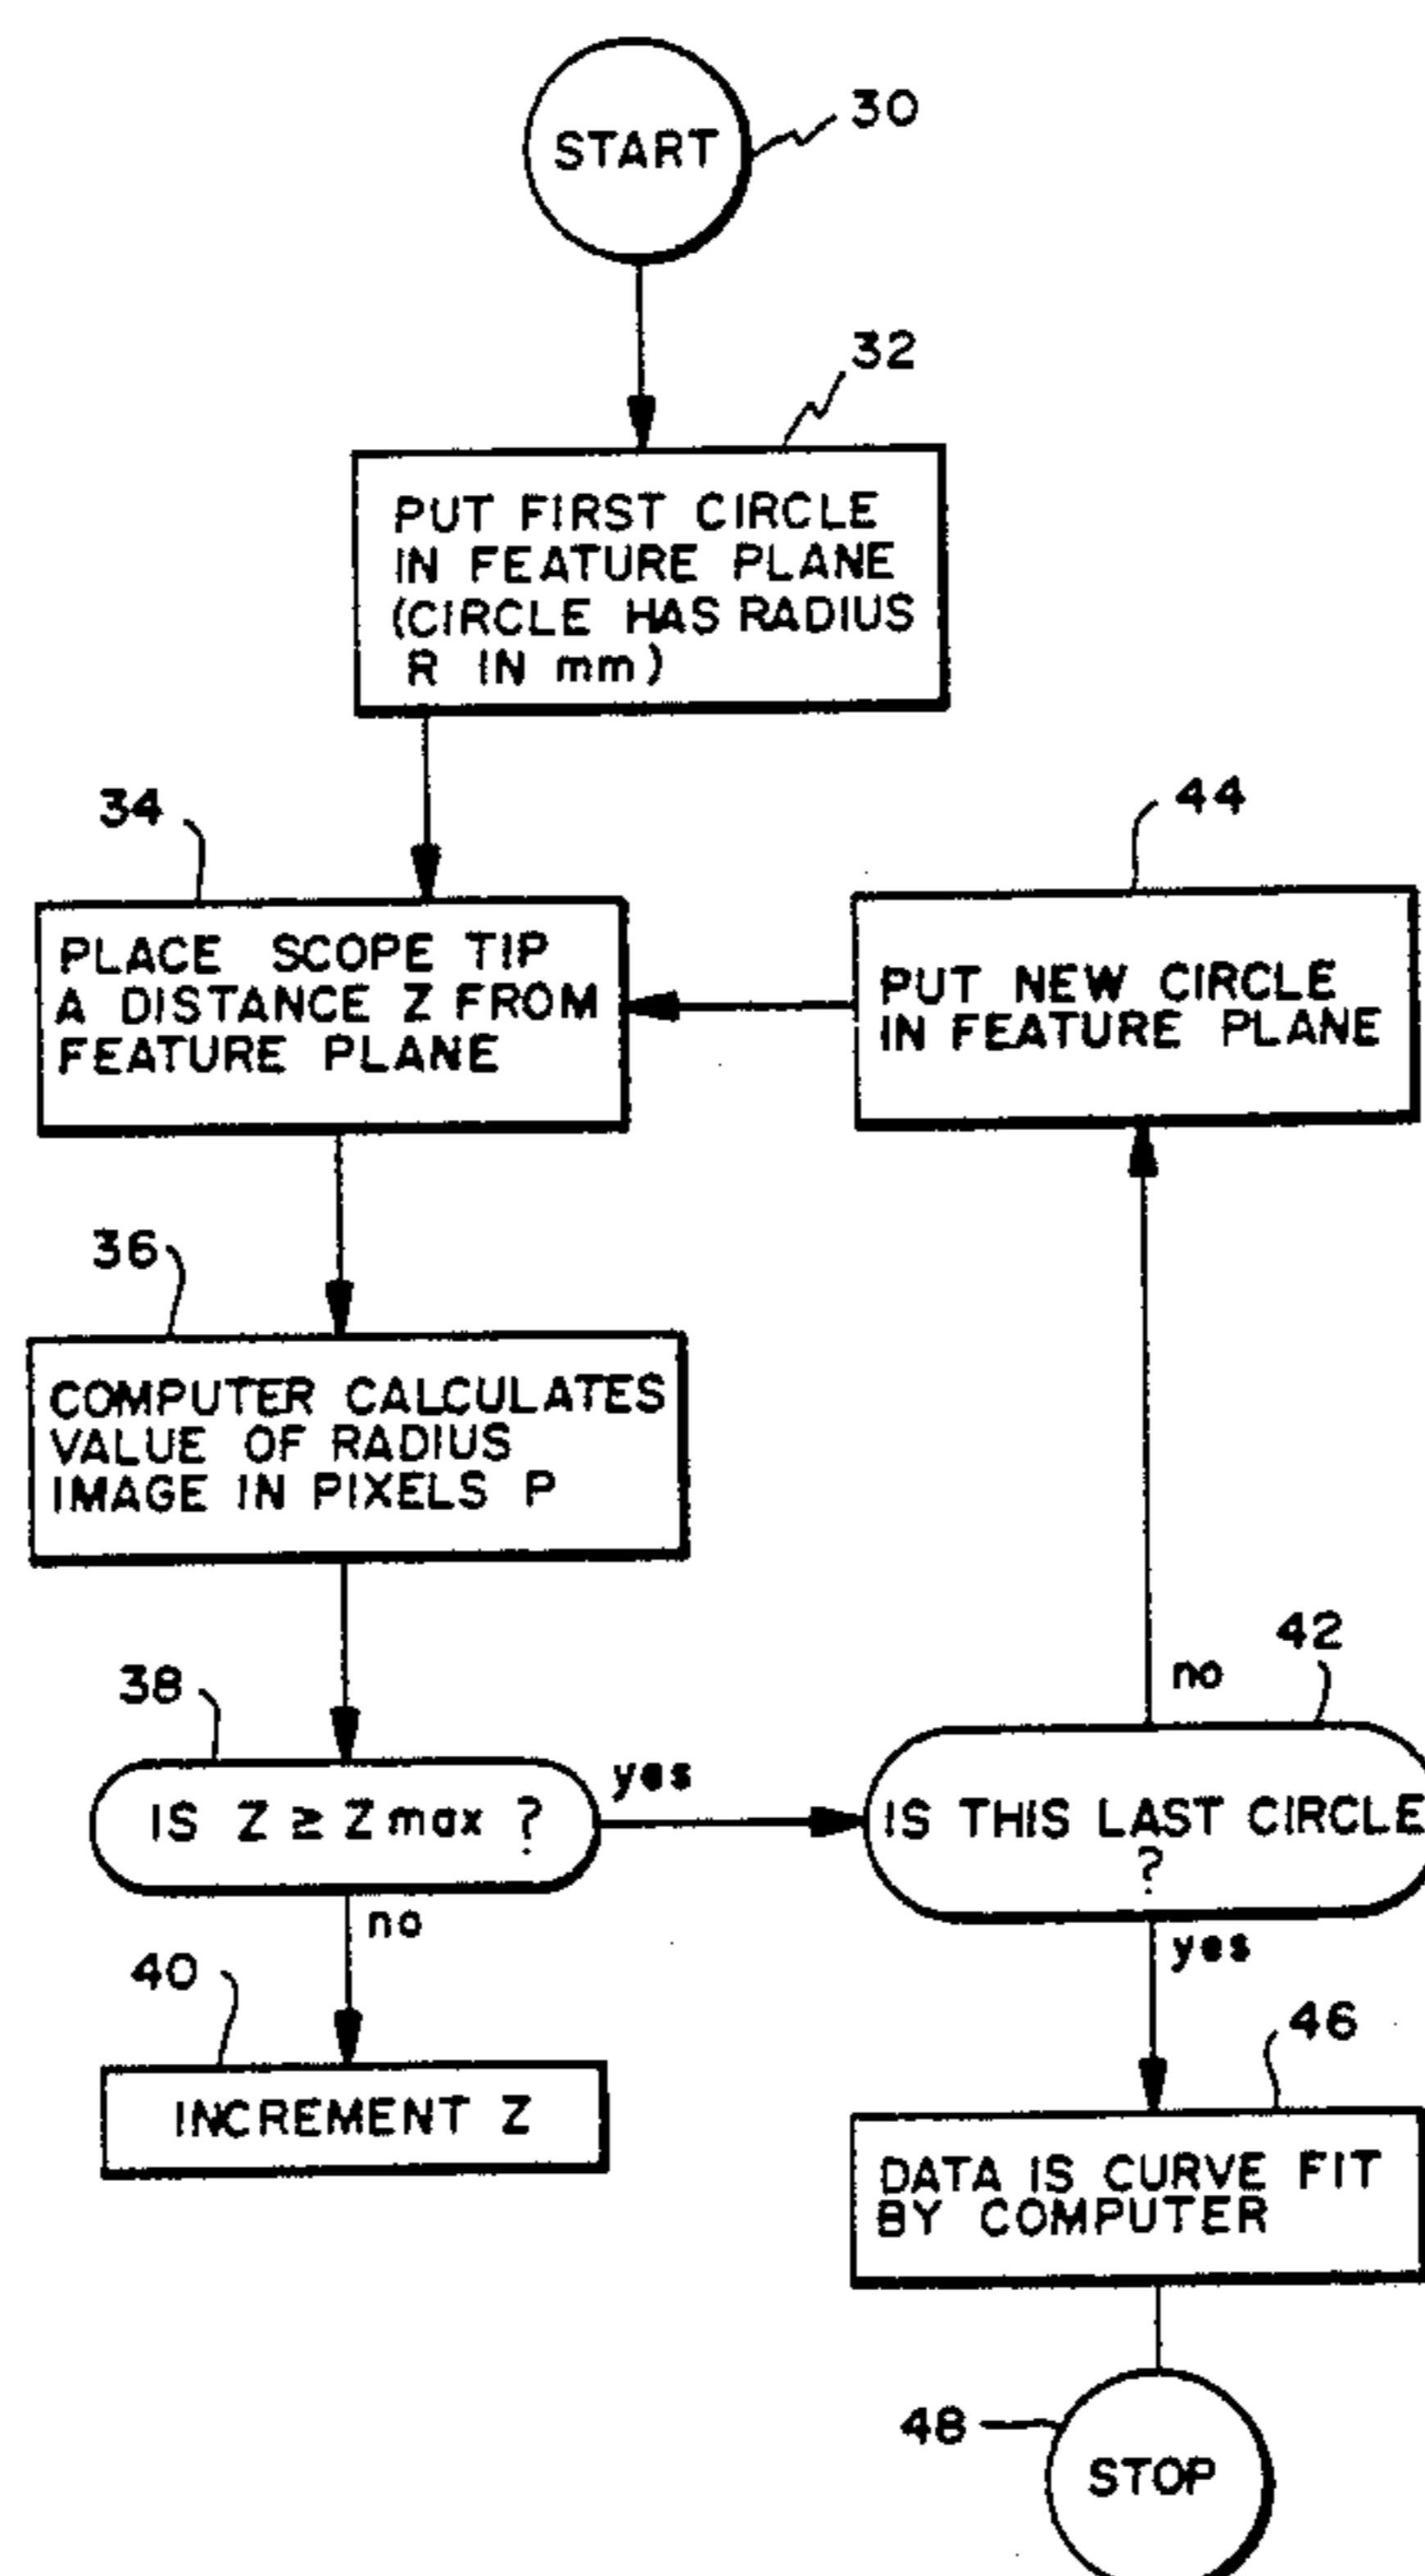 START
30
32
PUT FIRST CIRCLE
IN FEATURE PLANE
(CIRCLE HAS RADIUS
R IN mm)
34
PLACE SCOPE TIP
A DISTANCE Z FROM
FEATURE PLANE
44
PUT NEW CIRCLE
IN FEATURE PLANE
36
COMPUTER CALCULATES
VALUE OF RADIUS
IMAGE IN PIXELS P
38
IS Z ≥ Zmax ?
yes
no
42
no
IS THIS LAST CIRCLE
?
yes
40
INCREMENT Z
46
DATA IS CURVE FIT
BY COMPUTER
48
STOP